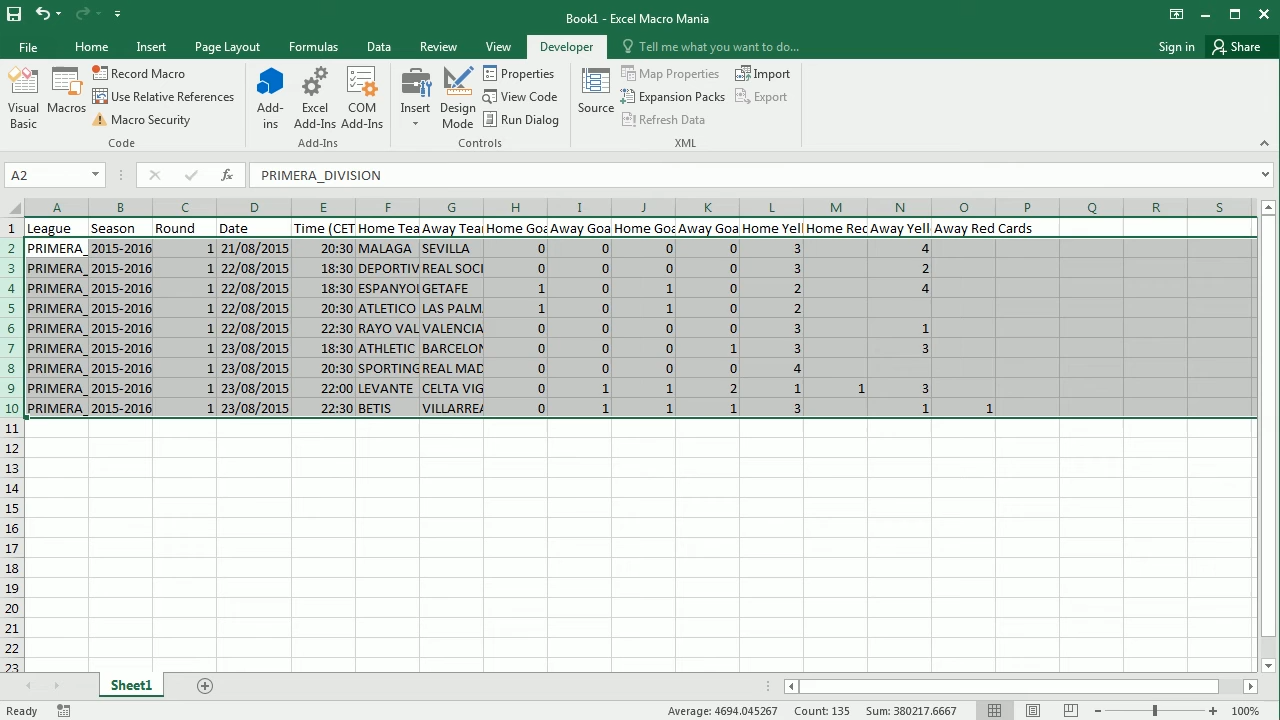 Book1 - Excel Macro Mania
File Home Insert Page Layout Formulas Data Review View Developer Tell me what you want to do... Sign in Share
Visual Basic
Macros
Record Macro
Use Relative References
Macro Security
Code
Add-ins
Excel Add-Ins
COM Add-Ins
Add-Ins
Insert
Design Mode
Properties
View Code
Run Dialog
Controls
Source
Map Properties
Expansion Packs
Refresh Data
Import
Export
XML
A2 fx PRIMERA_DIVISION
A B C D E F G H I J K L M N O P Q R S
1 League Season Round Date Time (CET Home Tea Away Tea Home Goa Away Goa Home Goa Away Goa Home Yell Home Red Away Yell Away Red Cards
2 PRIMERA_ 2015-2016 1 21/08/2015 20:30 MALAGA SEVILLA 0 0 0 0 3 4
3 PRIMERA_ 2015-2016 1 22/08/2015 18:30 DEPORTIV REAL SOCI 0 0 0 0 3 2
4 PRIMERA_ 2015-2016 1 22/08/2015 18:30 ESPANYOL GETAFE 1 0 1 0 2 4
5 PRIMERA_ 2015-2016 1 22/08/2015 20:30 ATLETICO LAS PALM 1 0 1 0 2
6 PRIMERA_ 2015-2016 1 22/08/2015 22:30 RAYO VAL VALENCIA 0 0 0 0 3 1
7 PRIMERA_ 2015-2016 1 23/08/2015 18:30 ATHLETIC BARCELON 0 0 0 1 3 3
8 PRIMERA_ 2015-2016 1 23/08/2015 20:30 SPORTING REAL MAD 0 0 0 0 4
9 PRIMERA_ 2015-2016 1 23/08/2015 22:00 LEVANTE CELTA VIG 0 1 1 2 1 1 3
10 PRIMERA_ 2015-2016 1 23/08/2015 22:30 BETIS VILLARREA 0 1 1 1 3 1 1
11
12
13
14
15
16
17
18
19
20
21
22
23
Sheet1
Ready Average: 4694.045267 Count: 135 Sum: 380217.6667 100%